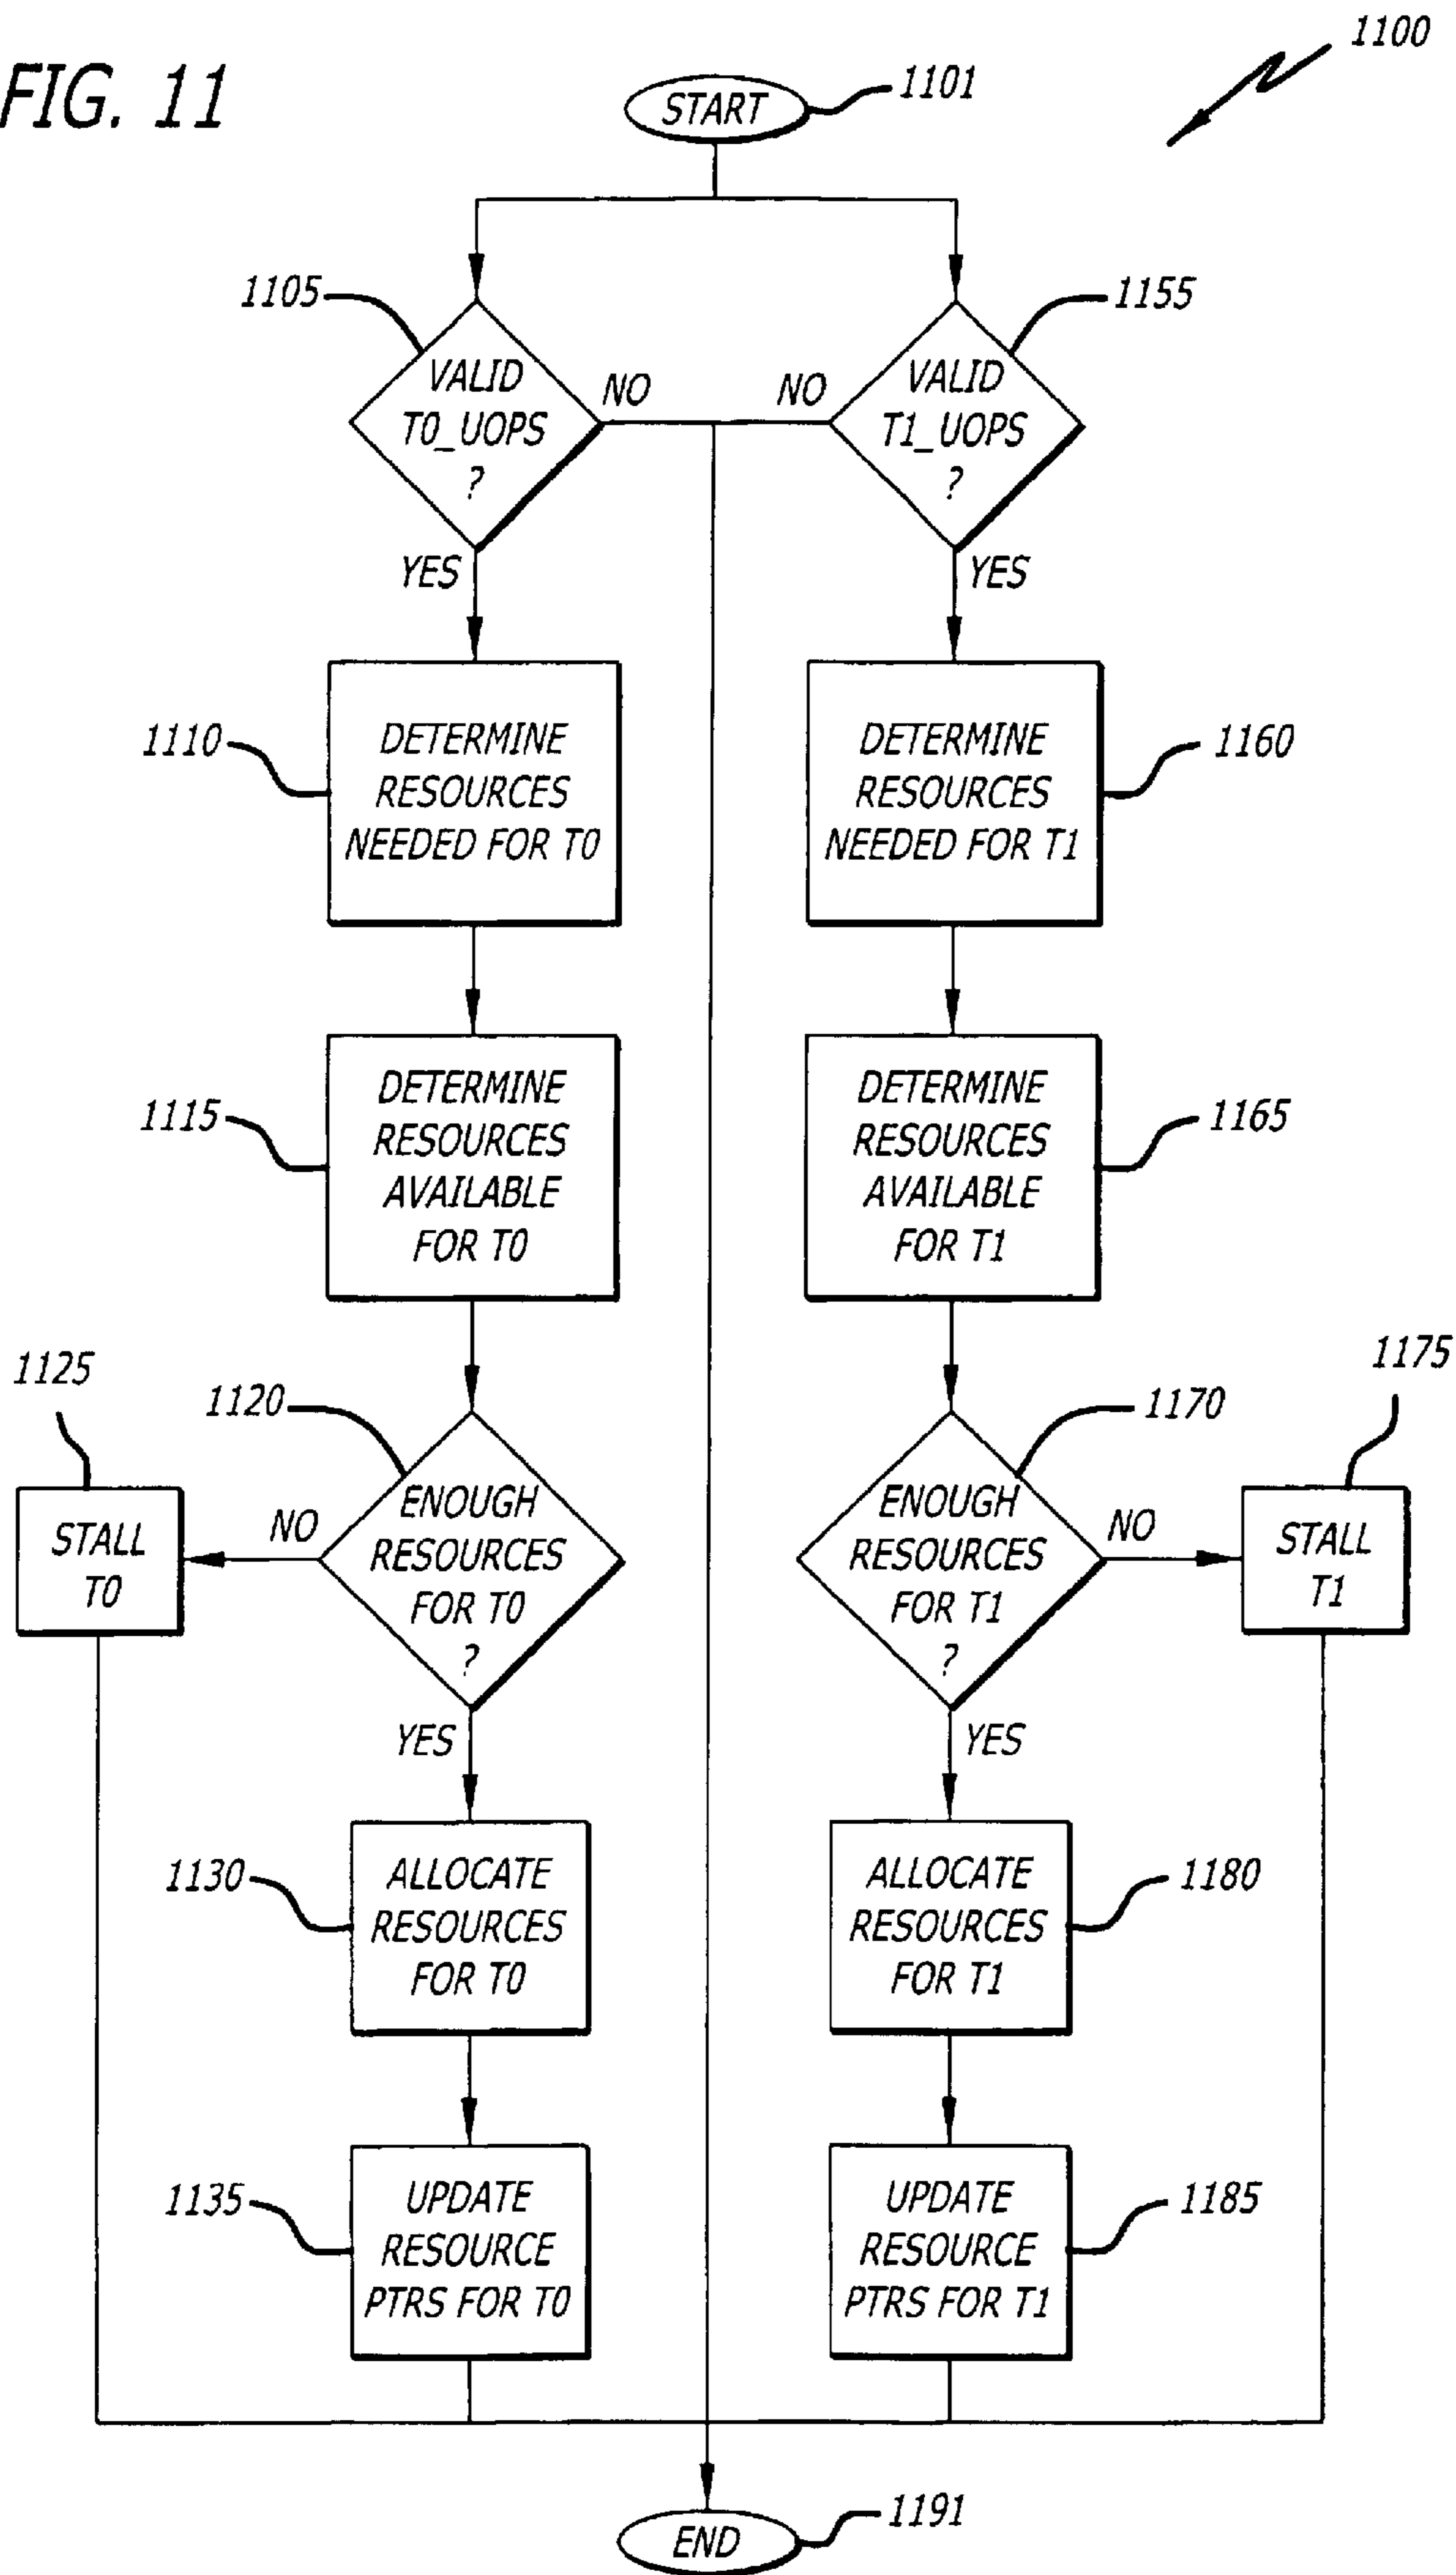 FIG. 11
1100
START
1101
1105
VALID
T0_UOPS
?
NO
NO
VALID
T1_UOPS
?
1155
YES
YES
1110
DETERMINE
RESOURCES
NEEDED FOR T0
DETERMINE
RESOURCES
NEEDED FOR T1
1160
1115
DETERMINE
RESOURCES
AVAILABLE
FOR T0
DETERMINE
RESOURCES
AVAILABLE
FOR T1
1165
1125
STALL
T0
NO
1120
ENOUGH
RESOURCES
FOR T0
?
ENOUGH
RESOURCES
FOR T1
?
1170
NO
1175
STALL
T1
YES
YES
1130
ALLOCATE
RESOURCES
FOR T0
ALLOCATE
RESOURCES
FOR T1
1180
1135
UPDATE
RESOURCE
PTRS FOR T0
UPDATE
RESOURCE
PTRS FOR T1
1185
END
1191